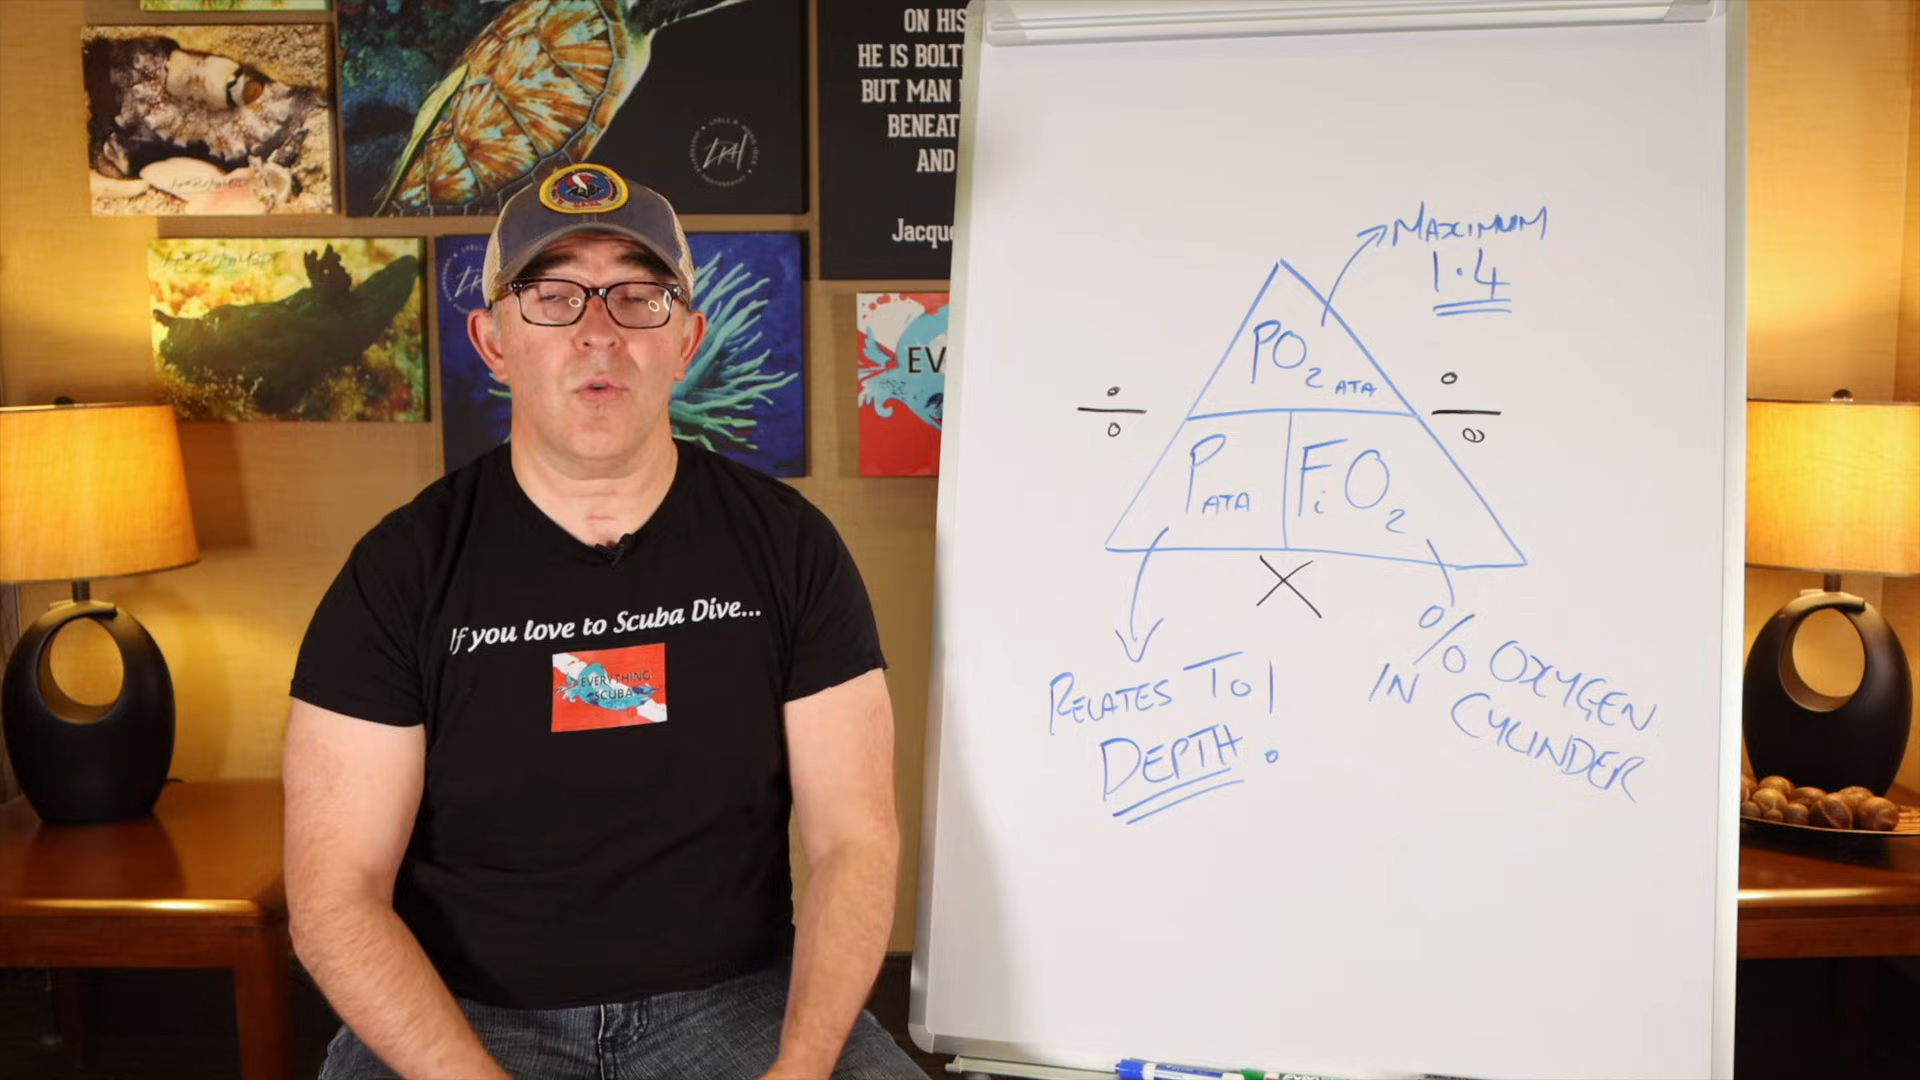 ON HIS
HE IS BOLT
BUT MAN
BENEAT
AND
Jacque
EV
If you love to Scuba Dive...
EVERYTHING
SCUBA
MAXIMUM
1.4
PO2 ATA
P ATA
FiO2
÷
÷
X
RELATES TO
DEPTH!
% OXYGEN
IN CYLINDER